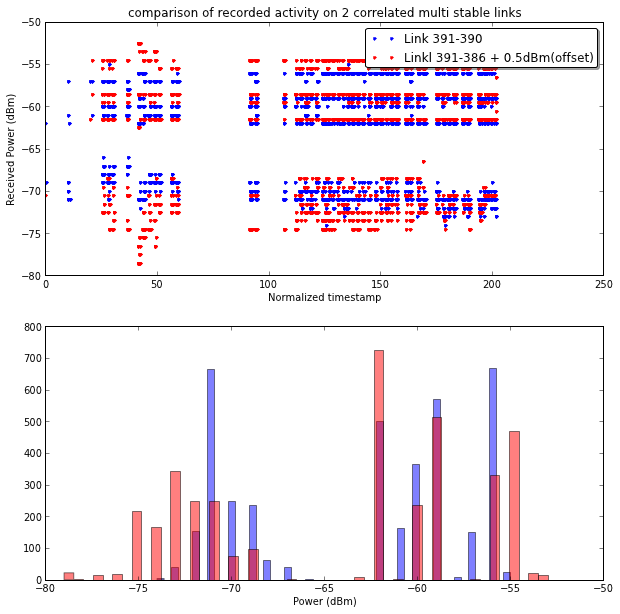 comparison of recorded activity on 2 correlated multi stable links
Link 391-390
Linkl 391-386 + 0.5dBm(offset)
Received Power (dBm)
−50
−55
−60
−65
−70
−75
−80
0 50 100 150 200 250
Normalized timestamp
800
700
600
500
400
300
200
100
0
−80 −75 −70 −65 −60 −55 −50
Power (dBm)